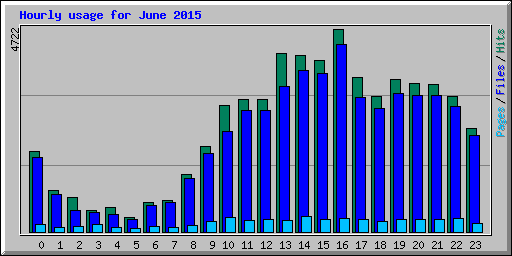 Hourly usage for June 2015
4722
Pages / Files / Hits
0 1 2 3 4 5 6 7 8 9 10 11 12 13 14 15 16 17 18 19 20 21 22 23